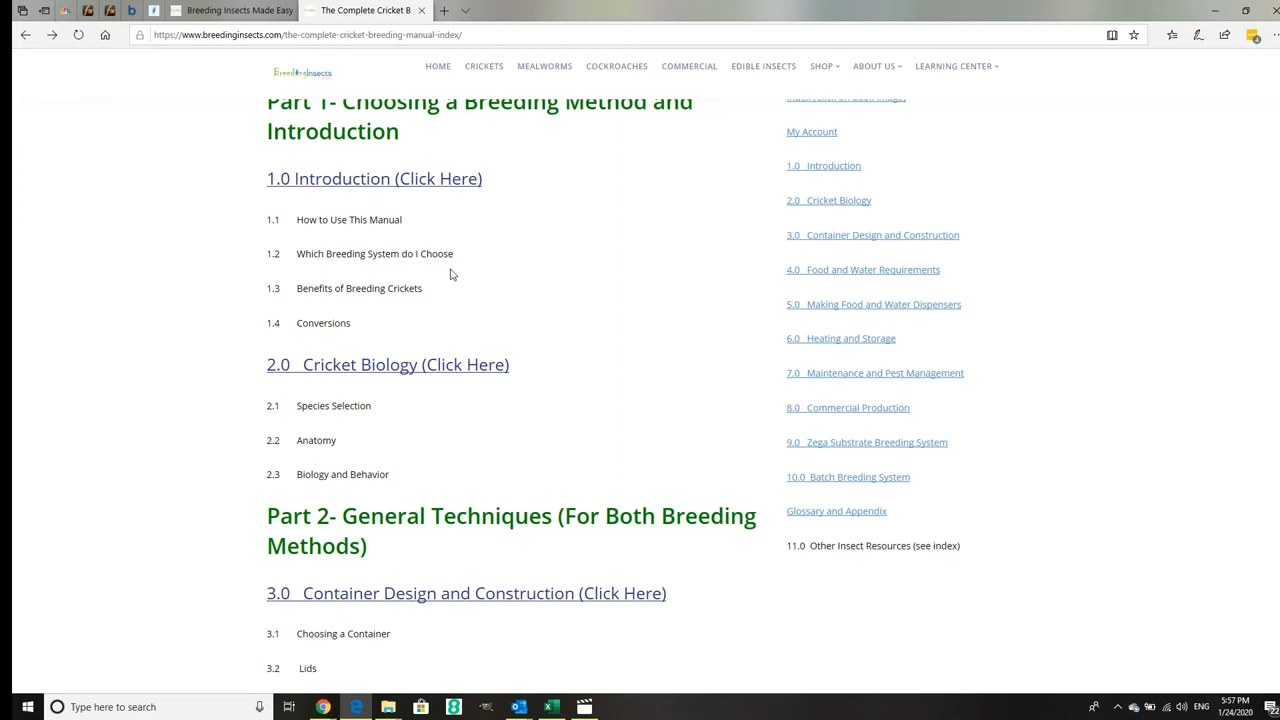 Breeding Insects Made Easy
The Complete Cricket B
https://www.breedinginsects.com/the-complete-cricket-breeding-manual-index/
4
BreedingInsects
HOME CRICKETS MEALWORMS COCKROACHES COMMERCIAL EDIBLE INSECTS SHOP ABOUT US LEARNING CENTER
Part 1- Choosing a Breeding Method and
Introduction
1.0 Introduction (Click Here)
1.1 How to Use This Manual
1.2 Which Breeding System do I Choose
1.3 Benefits of Breeding Crickets
1.4 Conversions
2.0 Cricket Biology (Click Here)
2.1 Species Selection
2.2 Anatomy
2.3 Biology and Behavior
Part 2- General Techniques (For Both Breeding
Methods)
3.0 Container Design and Construction (Click Here)
3.1 Choosing a Container
3.2 Lids
My Account
1.0 Introduction
2.0 Cricket Biology
3.0 Container Design and Construction
4.0 Food and Water Requirements
5.0 Making Food and Water Dispensers
6.0 Heating and Storage
7.0 Maintenance and Pest Management
8.0 Commercial Production
9.0 Zega Substrate Breeding System
10.0 Batch Breeding System
Glossary and Appendix
11.0 Other Insect Resources (see index)
Type here to search
ENG
5:57 PM
1/24/2020